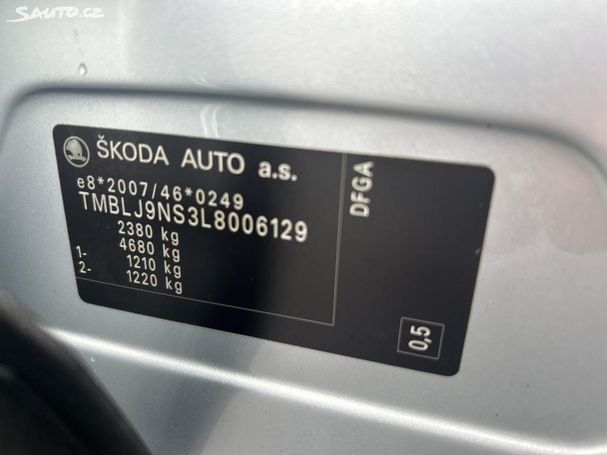 Sauto.cz
ŠKODA AUTO a.s.
e8*2007/46*0249
TMBLJ9NS3L8006129
2380 kg
4680 kg
1- 1210 kg
2- 1220 kg
DFGA
0,5